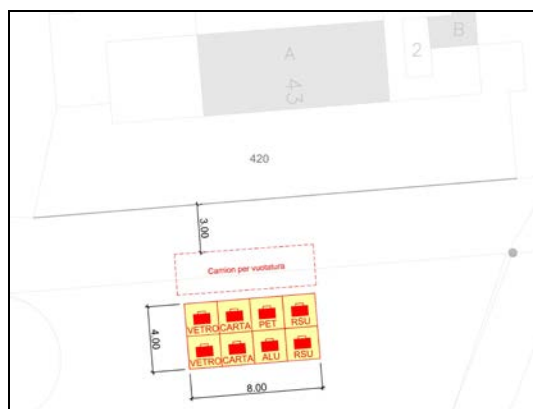 A
43
2
B
420
3.00
Camion per vuotatura
4.00
VETRO CARTA PET RSU
VETRO CARTA ALU RSU
8.00